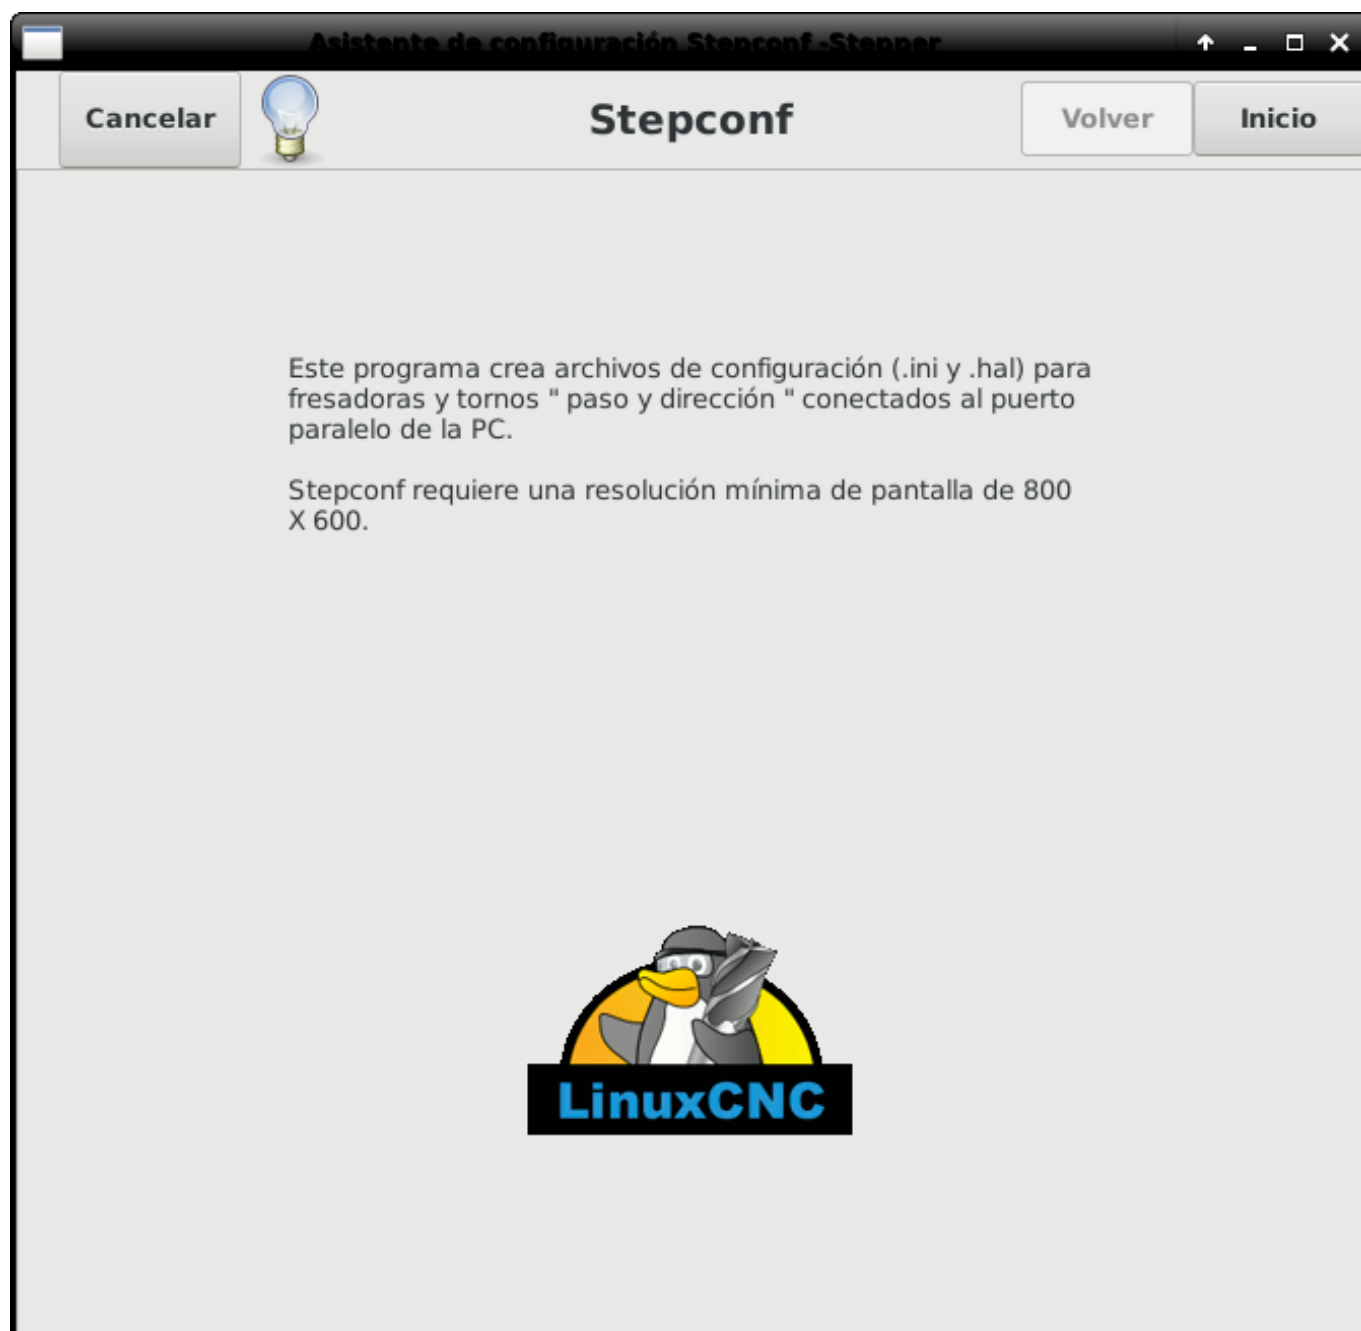 Asistente de configuración Stepconf -Stepper
Cancelar
Stepconf
Volver
Inicio
Este programa crea archivos de configuración (.ini y .hal) para
fresadoras y tornos " paso y dirección " conectados al puerto
paralelo de la PC.
Stepconf requiere una resolución mínima de pantalla de 800
X 600.
LinuxCNC